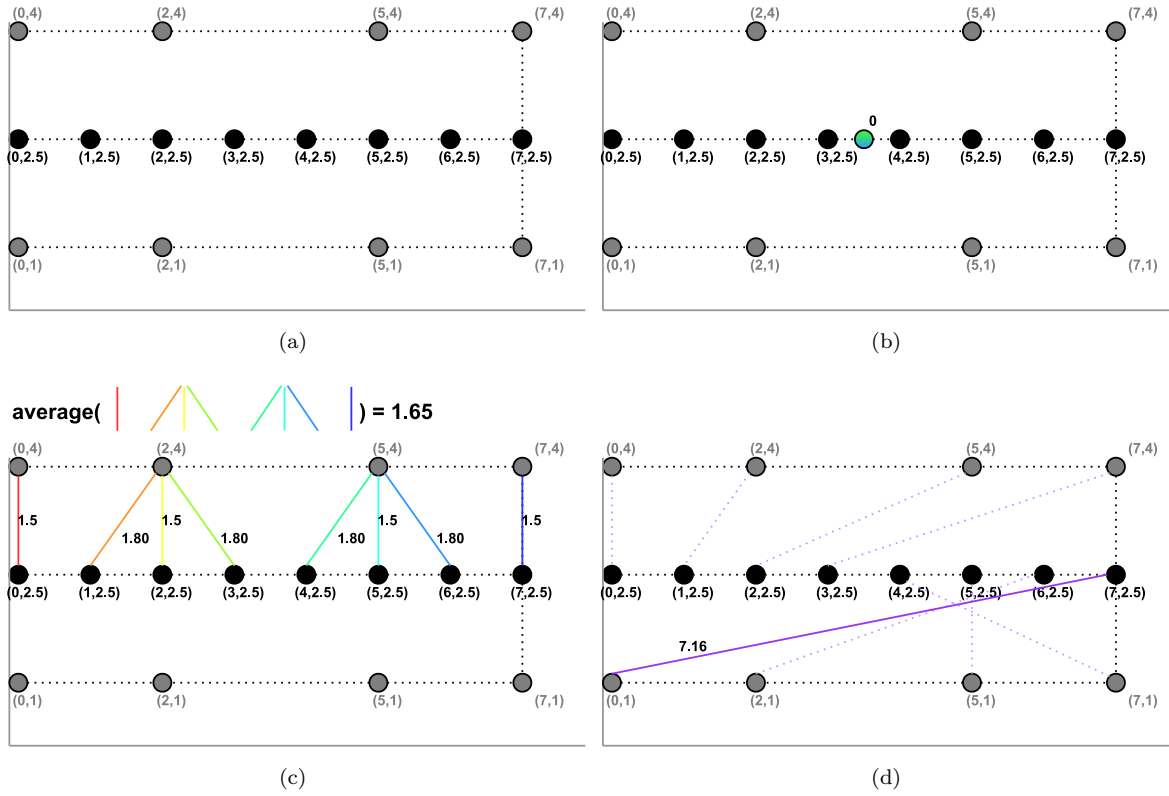 (0,4) (2,4) (5,4) (7,4)
(0,2.5) (1,2.5) (2,2.5) (3,2.5) (4,2.5) (5,2.5) (6,2.5) (7,2.5)
(0,1) (2,1) (5,1) (7,1)
(a)
(0,4) (2,4) (5,4) (7,4)
0
(0,2.5) (1,2.5) (2,2.5) (3,2.5) (4,2.5) (5,2.5) (6,2.5) (7,2.5)
(0,1) (2,1) (5,1) (7,1)
(b)
average( ) = 1.65
(0,4) (2,4) (5,4) (7,4)
1.5 1.80 1.5 1.80 1.80 1.5 1.80 1.5
(0,2.5) (1,2.5) (2,2.5) (3,2.5) (4,2.5) (5,2.5) (6,2.5) (7,2.5)
(0,1) (2,1) (5,1) (7,1)
(c)
(0,4) (2,4) (5,4) (7,4)
(0,2.5) (1,2.5) (2,2.5) (3,2.5) (4,2.5) (5,2.5) (6,2.5) (7,2.5)
7.16
(0,1) (2,1) (5,1) (7,1)
(d)